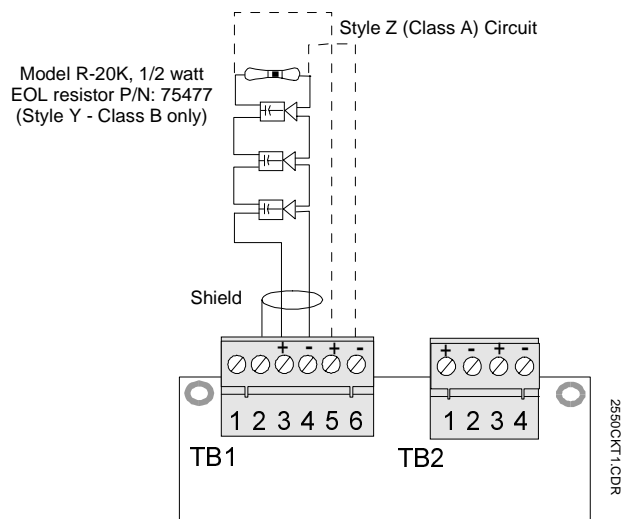 Style Z (Class A) Circuit
Model R-20K, 1/2 watt
EOL resistor P/N: 75477
(Style Y - Class B only)
Shield
+ - + -
+ - + -
1 2 3 4 5 6
1 2 3 4
TB1
TB2
2550CKT1.CDR